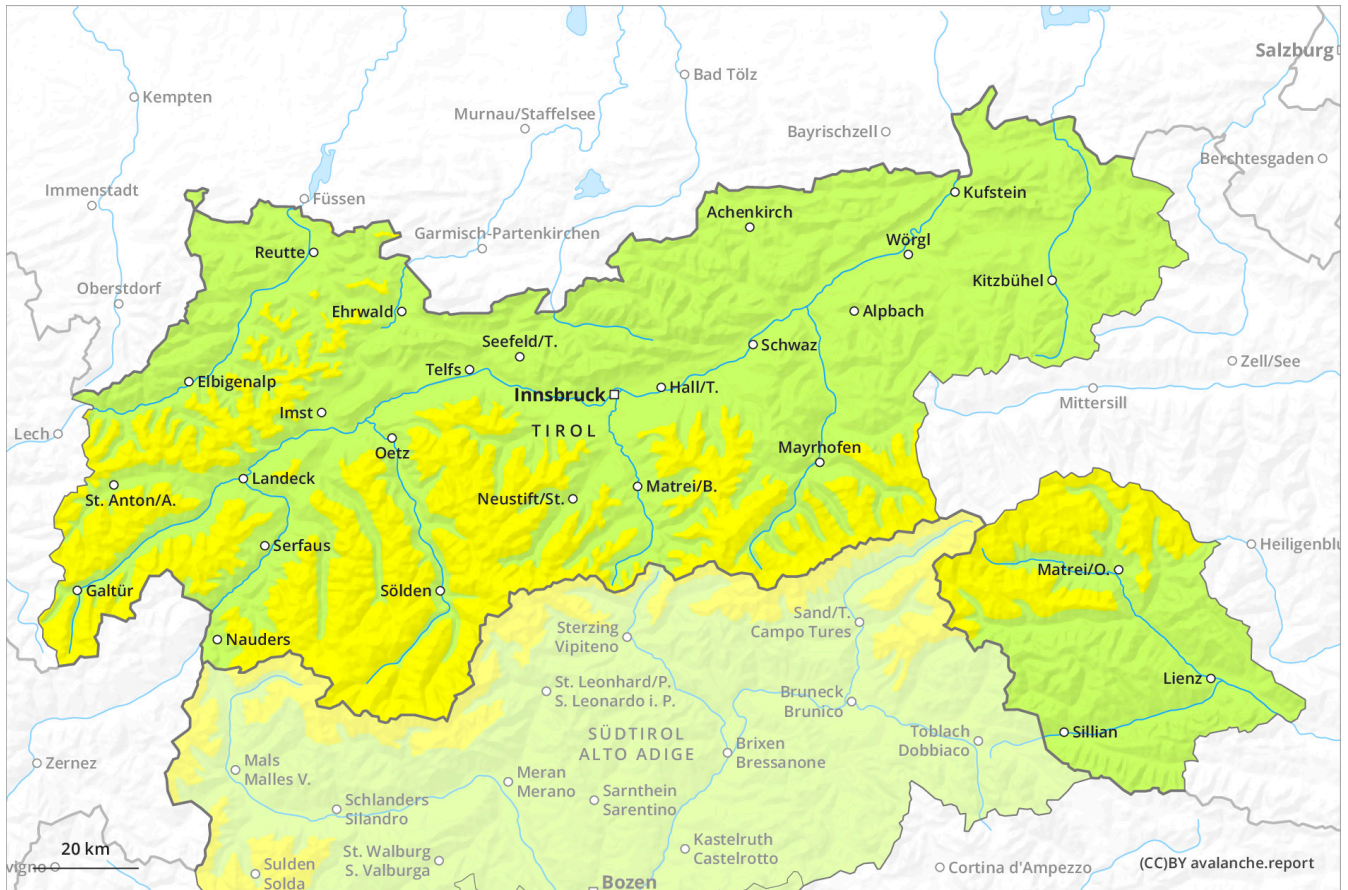 Salzburg
Bad Tölz
Kempten
Murnau/Staffelsee
Bayrischzell
Berchtesgaden
Immenstadt
Füssen
Kufstein
Achenkirch
Garmisch-Partenkirchen
Wörgl
Reutte
Kitzbühel
Oberstdorf
Ehrwald
Alpbach
Seefeld/T.
Schwaz
Zell/See
Telfs
Elbigenalp
Hall/T.
Innsbruck
Mittersill
Imst
TIROL
Lech
Mayrhofen
Oetz
Landeck
Matrei/B.
St. Anton/A.
Neustift/St.
Serfaus
Heiligenblu
Matrei/O.
Galtür
Sölden
Sand/T.
Campo Tures
Sterzing
Vipiteno
Nauders
Lienz
St. Leonhard/P.
S. Leonardo i. P.
Bruneck
Brunico
Sillian
SÜDTIROL
ALTO ADIGE
Toblach
Dobbiaco
Brixen
Bressanone
Zernez
Mals
Malles V.
Meran
Merano
Sarnthein
Sarentino
Schlanders
Silandro
Kastelruth
Castelrotto
20 km
St. Walburg
S. Valburga
vigno
Sulden
Solda
Cortina d'Ampezzo
(CC)BY avalanche.report
Bozen